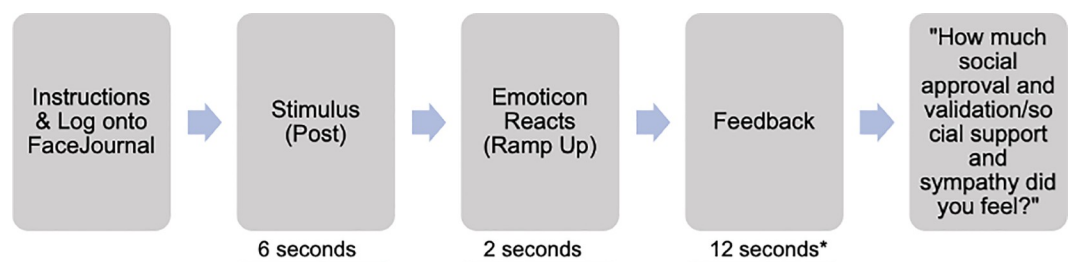 Instructions
& Log onto
FaceJournal
Stimulus
(Post)
Emoticon
Reacts
(Ramp Up)
Feedback
"How much
social
approval and
validation/so
cial support
and
sympathy did
you feel?"
6 seconds
2 seconds
12 seconds*